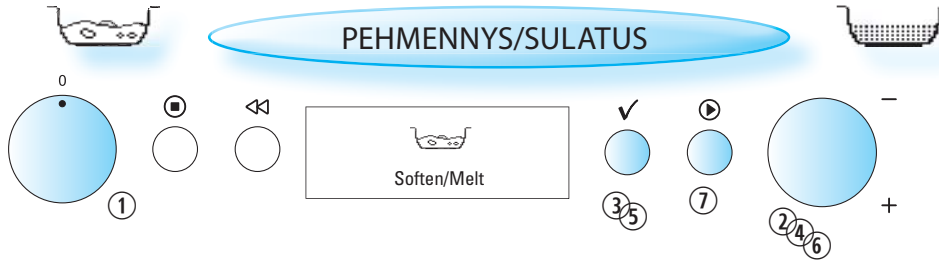 PEHMENNYS/SULATUS
0
Soften/Melt
−
+
① ③ ⑤ ⑦ ② ④ ⑥